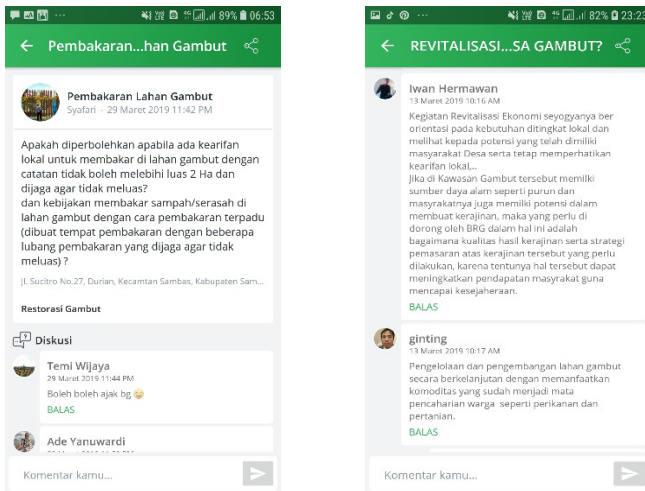 89% 06:53
Pembakaran...han Gambut
Pembakaran Lahan Gambut
Syafari - 29 Maret 2019 11:42 PM
Apakah diperbolehkan apabila ada kearifan
lokal untuk membakar di lahan gambut dengan
catatan tidak boleh melebihi luas 2 Ha dan
dijaga agar tidak meluas?
dan kebijakan membakar sampah/serasah di
lahan gambut dengan cara pembakaran terpadu
(dibuat tempat pembakaran dengan beberapa
lubang pembakaran yang dijaga agar tidak
meluas) ?
Jl. Sucitro No.27, Durian, Kecamtan Sambas, Kabupaten Sam...
Restorasi Gambut
Diskusi
Temi Wijaya
29 Maret 2019 11:44 PM
Boleh boleh ajak bg
BALAS
Ade Yanuwardi
Komentar kamu...
82% 23:23
REVITALISASI...SA GAMBUT?
Iwan Hermawan
13 Maret 2019 10:16 AM
Kegiatan Revitalisasi Ekonomi seyogyanya ber
orientasi pada kebutuhan ditingkat lokal dan
melihat kepada potensi yang telah dimiliki
masyarakat Desa serta tetap memperhatikan
kearifan lokal,..
Jika di Kawasan Gambut tersebut memilki
sumber daya alam seperti purun dan
masyrakatnya juga memilki potensi dalam
membuat kerajinan, maka yang perlu di
dorong oleh BRG dalam hal ini adalah
bagaimana kualitas hasil kerajinan serta strategi
pemasaran atas kerajinan tersebut yang perlu
dilakukan, karena tentunya hal tersebut dapat
meningkatkan pendapatan masyrakat guna
mencapai kesejaheraan.
BALAS
ginting
13 Maret 2019 10:17 AM
Pengelolaan dan pengembangan lahan gambut
secara berkelanjutan dengan memanfaatkan
komoditas yang sudah menjadi mata
pencaharian warga seperti perikanan dan
pertanian.
BALAS
Komentar kamu...